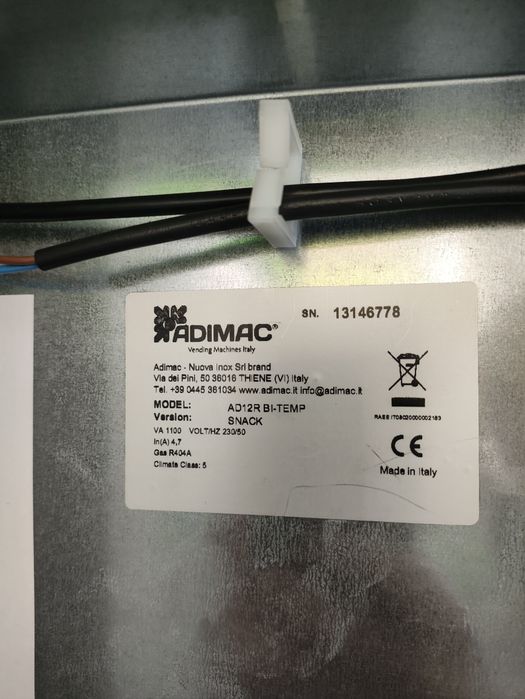 ADIMAC®
Vending Machines Italy
SN. 13146778
Adimac - Nuova Inox Srl brand
Via dei Pini, 50 36016 THIENE (VI) Italy
Tel. +39 0445 361034 www.adimac.it info@adimac.it
MODEL: AD12R BI-TEMP
Version: SNACK
VA 1100 VOLT/HZ 230/50
In(A) 4,7
Gas R404A
Climate Class: 5
RAEE IT08020000002193
CE
Made in Italy